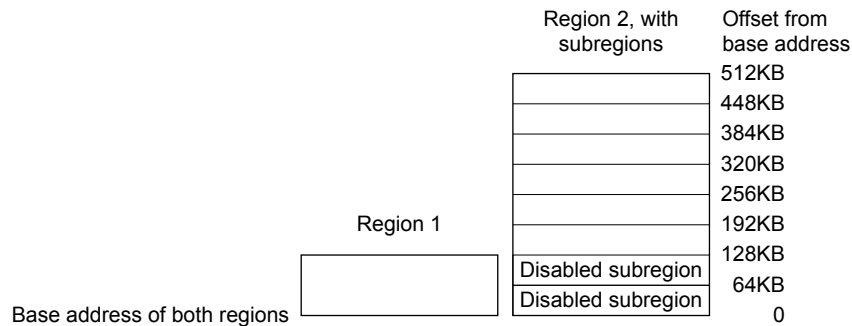 Region 2, with
subregions
Offset from
base address
512KB
448KB
384KB
320KB
256KB
Region 1
192KB
128KB
Disabled subregion
64KB
Disabled subregion
Base address of both regions
0